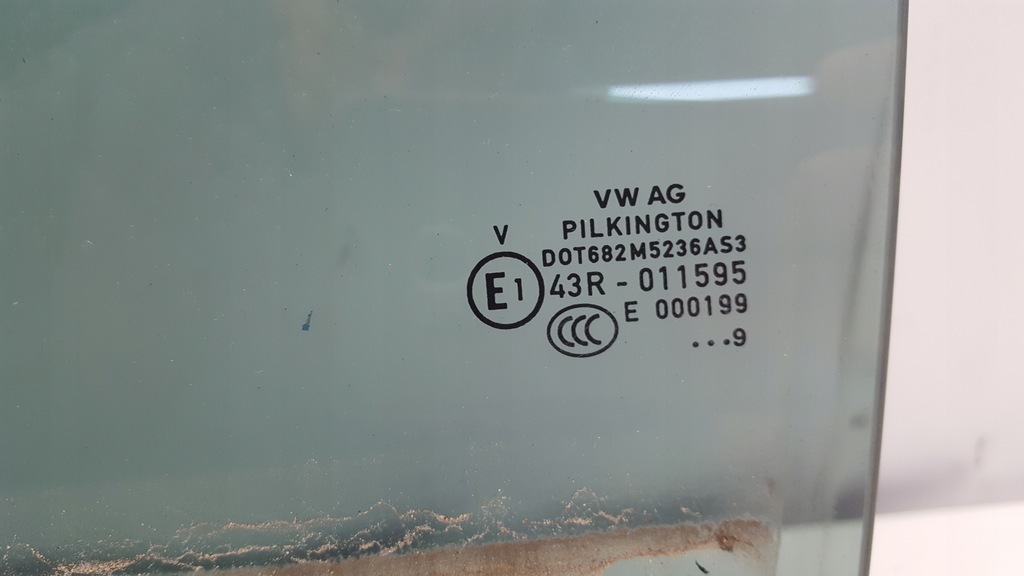 VW AG
PILKINGTON
V
DOT682M5236AS3
E1 43R - 011595
CCC E 000199
...9